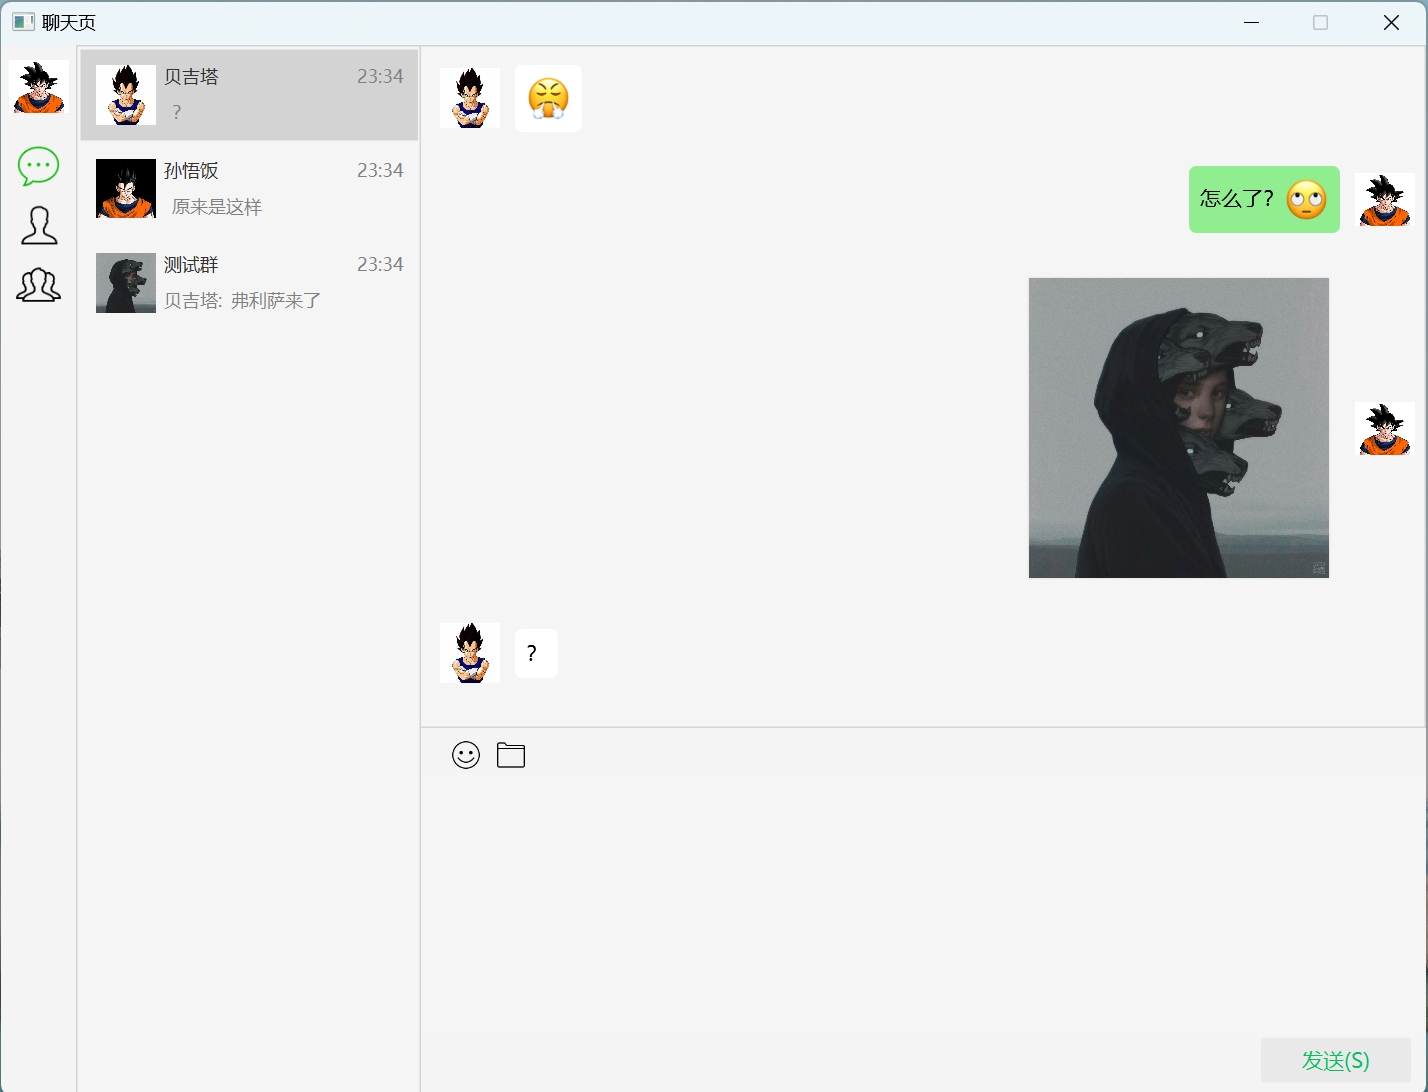 聊天页
贝吉塔 23:34
?
孙悟饭 23:34
原来是这样
测试群 23:34
贝吉塔: 弗利萨来了
怎么了?
?
发送(S)